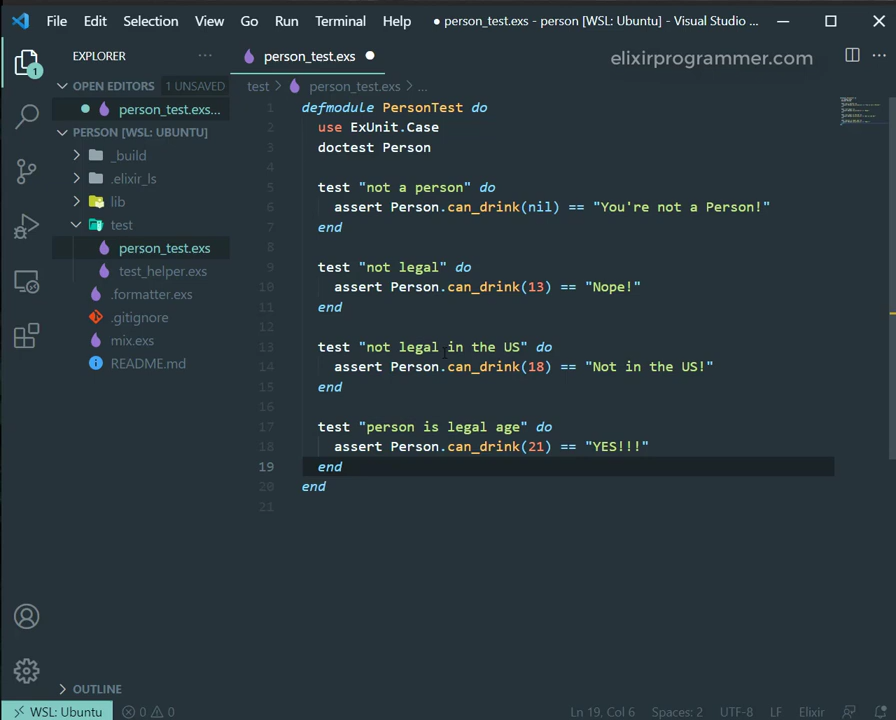 File Edit Selection View Go Run Terminal Help ● person_test.exs - person [WSL: Ubuntu] - Visual Studio ...
EXPLORER ...
person_test.exs ●
elixirprogrammer.com
OPEN EDITORS 1 UNSAVED
● person_test.exs...
PERSON [WSL: UBUNTU]
_build
.elixir_ls
lib
test
person_test.exs
test_helper.exs
.formatter.exs
.gitignore
mix.exs
README.md
OUTLINE
1
test > person_test.exs > ...
1 defmodule PersonTest do
2 use ExUnit.Case
3 doctest Person
4
5 test "not a person" do
6 assert Person.can_drink(nil) == "You're not a Person!"
7 end
8
9 test "not legal" do
10 assert Person.can_drink(13) == "Nope!"
11 end
12
13 test "not legal in the US" do
14 assert Person.can_drink(18) == "Not in the US!"
15 end
16
17 test "person is legal age" do
18 assert Person.can_drink(21) == "YES!!!"
19 end
20 end
21
WSL: Ubuntu 0 0 Ln 19, Col 6 Spaces: 2 UTF-8 LF Elixir